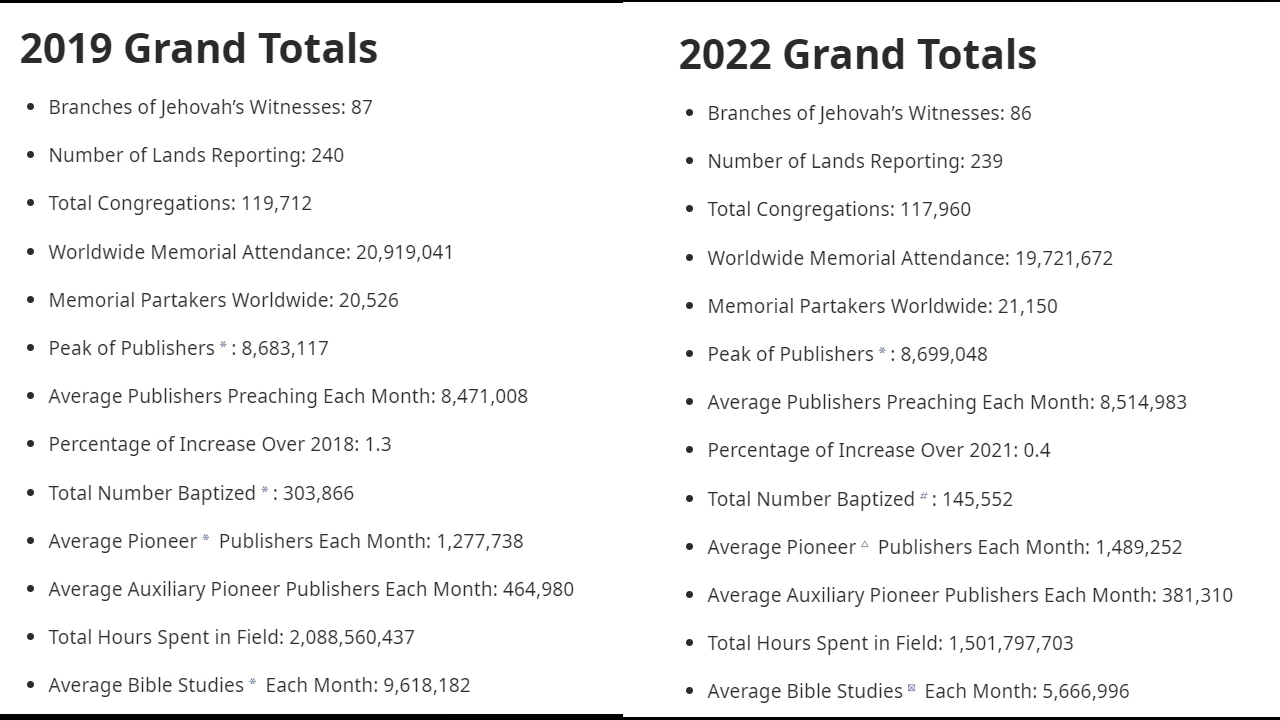 2019 Grand Totals
• Branches of Jehovah’s Witnesses: 87
• Number of Lands Reporting: 240
• Total Congregations: 119,712
• Worldwide Memorial Attendance: 20,919,041
• Memorial Partakers Worldwide: 20,526
• Peak of Publishers * : 8,683,117
• Average Publishers Preaching Each Month: 8,471,008
• Percentage of Increase Over 2018: 1.3
• Total Number Baptized * : 303,866
• Average Pioneer * Publishers Each Month: 1,277,738
• Average Auxiliary Pioneer Publishers Each Month: 464,980
• Total Hours Spent in Field: 2,088,560,437
• Average Bible Studies * Each Month: 9,618,182
2022 Grand Totals
• Branches of Jehovah’s Witnesses: 86
• Number of Lands Reporting: 239
• Total Congregations: 117,960
• Worldwide Memorial Attendance: 19,721,672
• Memorial Partakers Worldwide: 21,150
• Peak of Publishers * : 8,699,048
• Average Publishers Preaching Each Month: 8,514,983
• Percentage of Increase Over 2021: 0.4
• Total Number Baptized # : 145,552
• Average Pioneer △ Publishers Each Month: 1,489,252
• Average Auxiliary Pioneer Publishers Each Month: 381,310
• Total Hours Spent in Field: 1,501,797,703
• Average Bible Studies ⊠ Each Month: 5,666,996